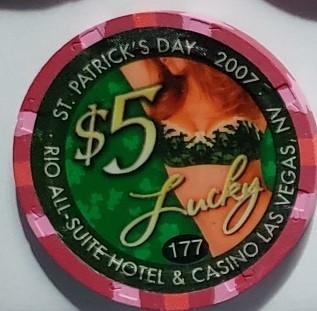 ST. PATRICK'S DAY 2007
$5
Lucky
177
RIO ALL-SUITE HOTEL & CASINO LAS VEGAS, NV